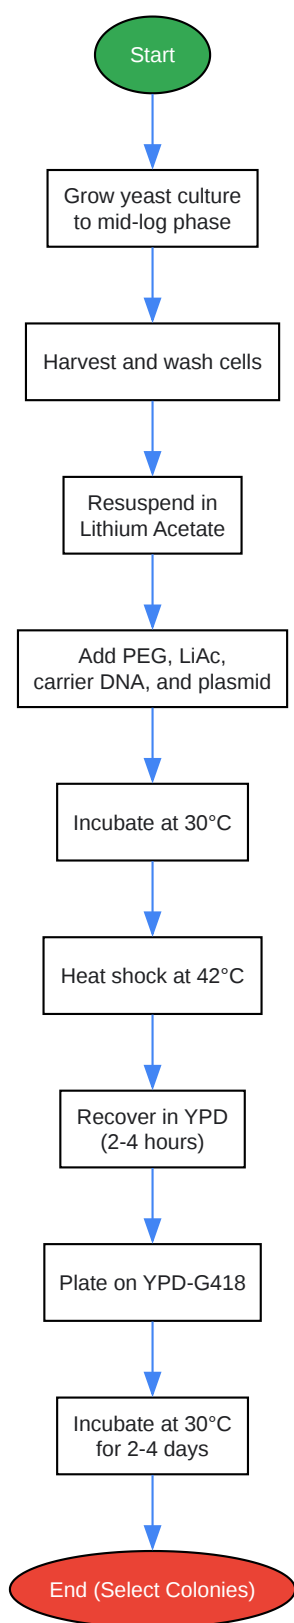 Start
Grow yeast culture
to mid-log phase
Harvest and wash cells
Resuspend in
Lithium Acetate
Add PEG, LiAc,
carrier DNA, and plasmid
Incubate at 30°C
Heat shock at 42°C
Recover in YPD
(2-4 hours)
Plate on YPD-G418
Incubate at 30°C
for 2-4 days
End (Select Colonies)